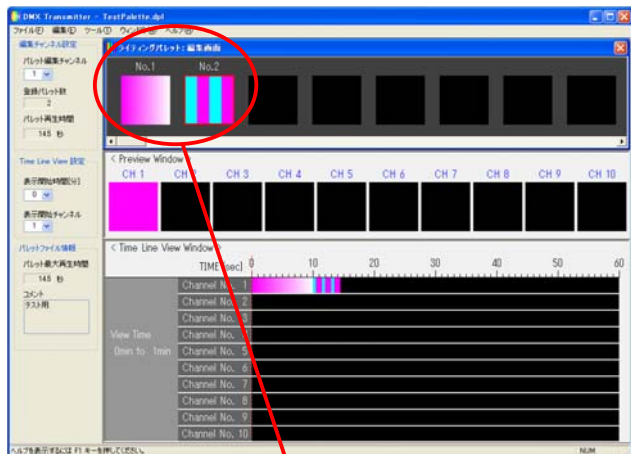 DMX Transmitter - TestPalette.dpl
ファイル(F) 編集(E) ツール(T)
ライティングパレット：編集画面
編集チャンネル設定
パレット編集チャンネル
1
登録パレット数
2
パレット再生時間
14.5 秒
No.1 No.2
Time Line View 設定
表示開始時間[分]
0
表示開始チャンネル
1
< Preview Window >
CH 1 CH 2 CH 3 CH 4 CH 5 CH 6 CH 7 CH 8 CH 9 CH 10
パレットファイル情報
パレット最大再生時間
14.5 秒
コメント
テスト用
< Time Line View Window >
TIME [sec] 0 10 20 30 40 50 60
Channel No. 1
Channel No. 2
Channel No. 3
Channel No.
Channel No. 5
Channel No. 6
Channel No. 7
Channel No. 8
Channel No. 9
Channel No. 10
View Time
0min to 1min
ヘルプを表示するには F1 キーを押してください。
NUM